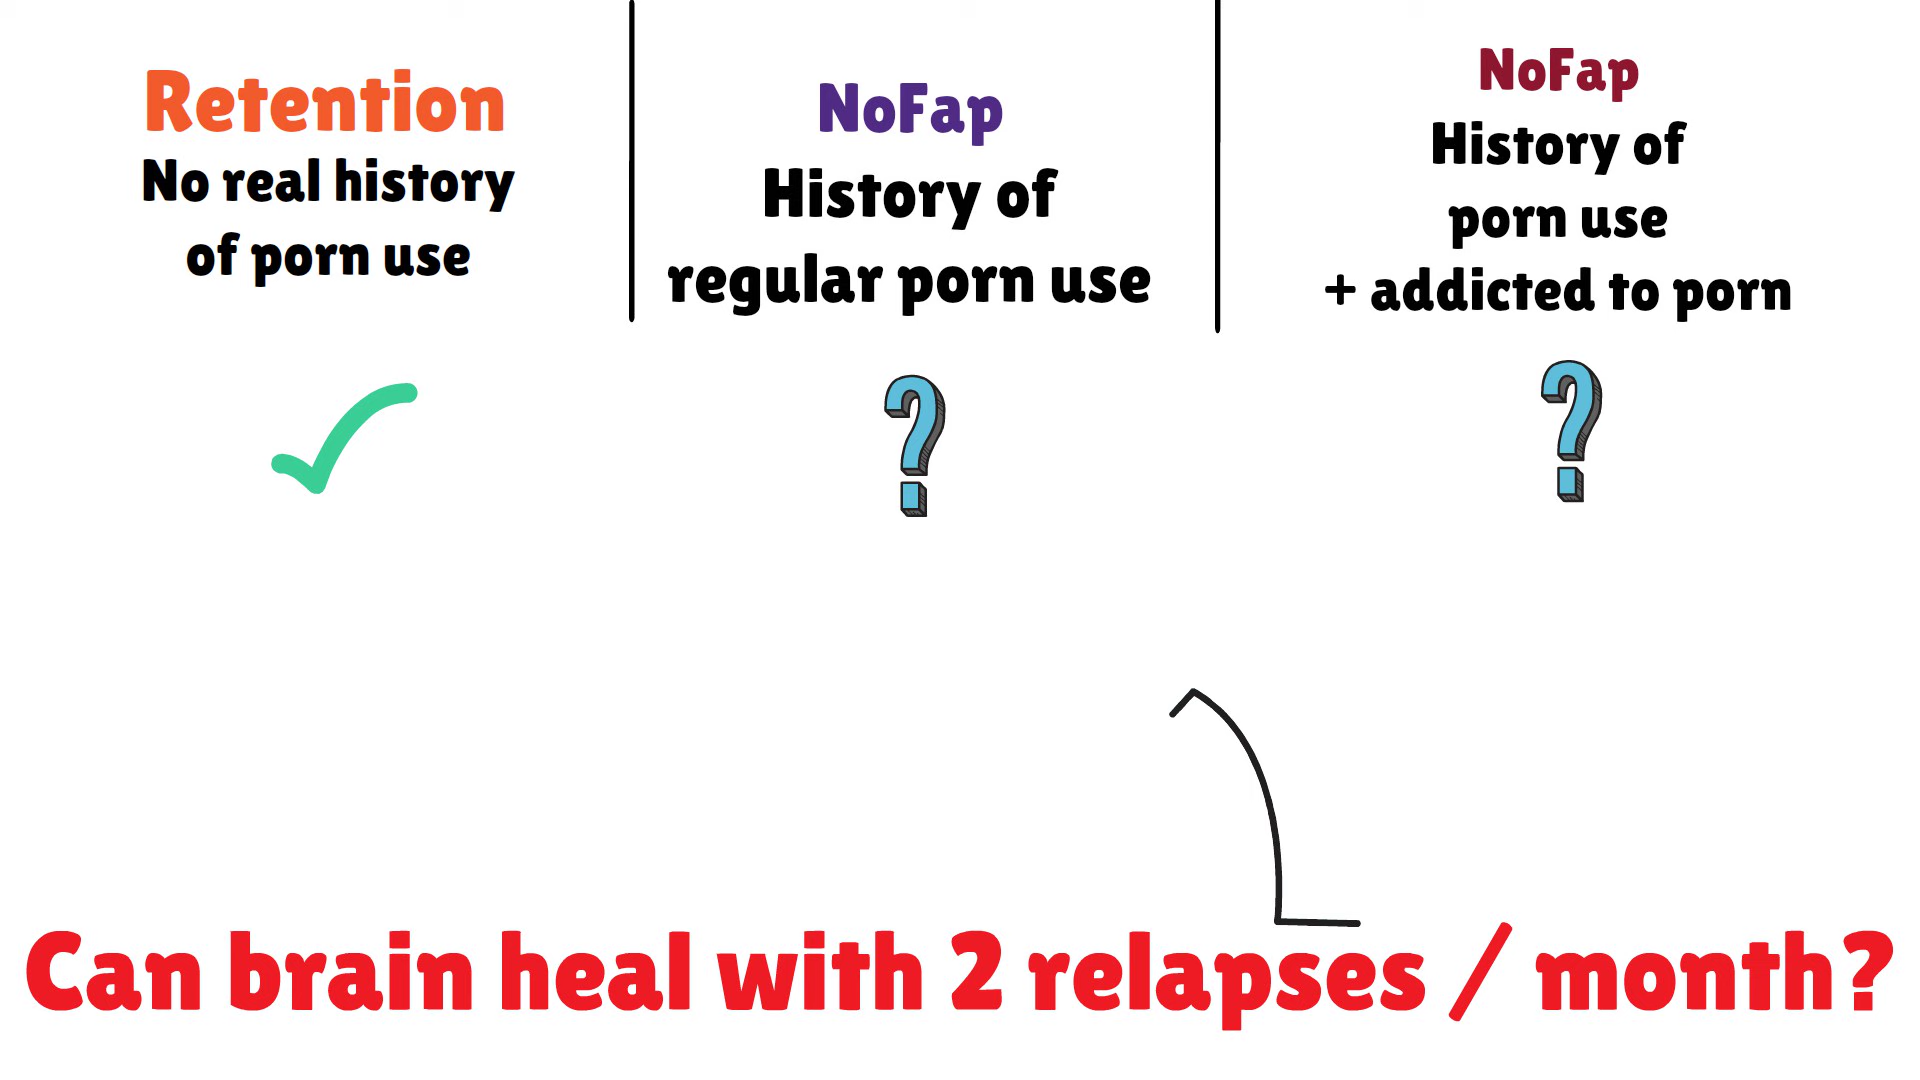 Retention
No real history
of porn use
NoFap
History of
regular porn use
NoFap
History of
porn use
+ addicted to porn
?
?
Can brain heal with 2 relapses / month?